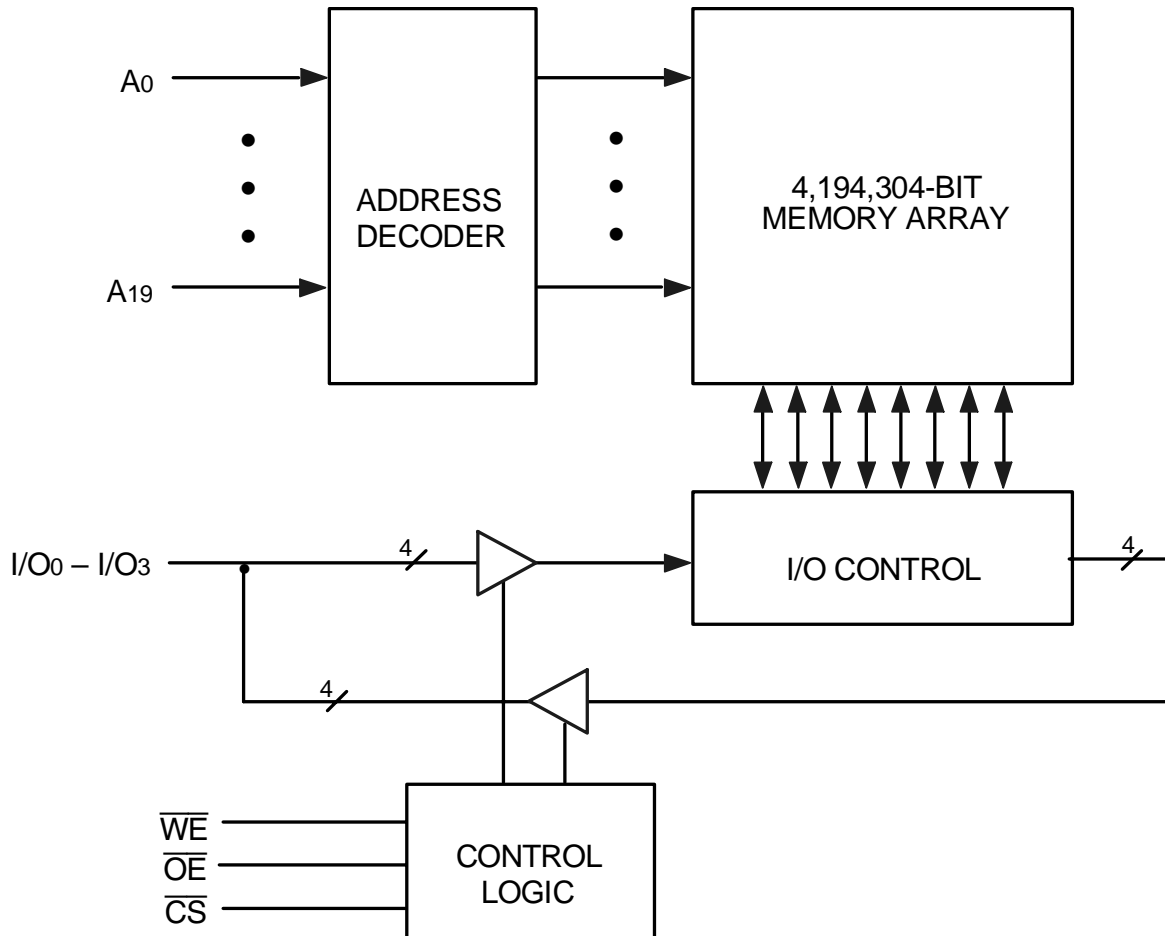 A0
ADDRESS
DECODER
4,194,304-BIT
MEMORY ARRAY
A19
I/O0 – I/O3
4
I/O CONTROL
4
4
WE
OE
CS
CONTROL
LOGIC